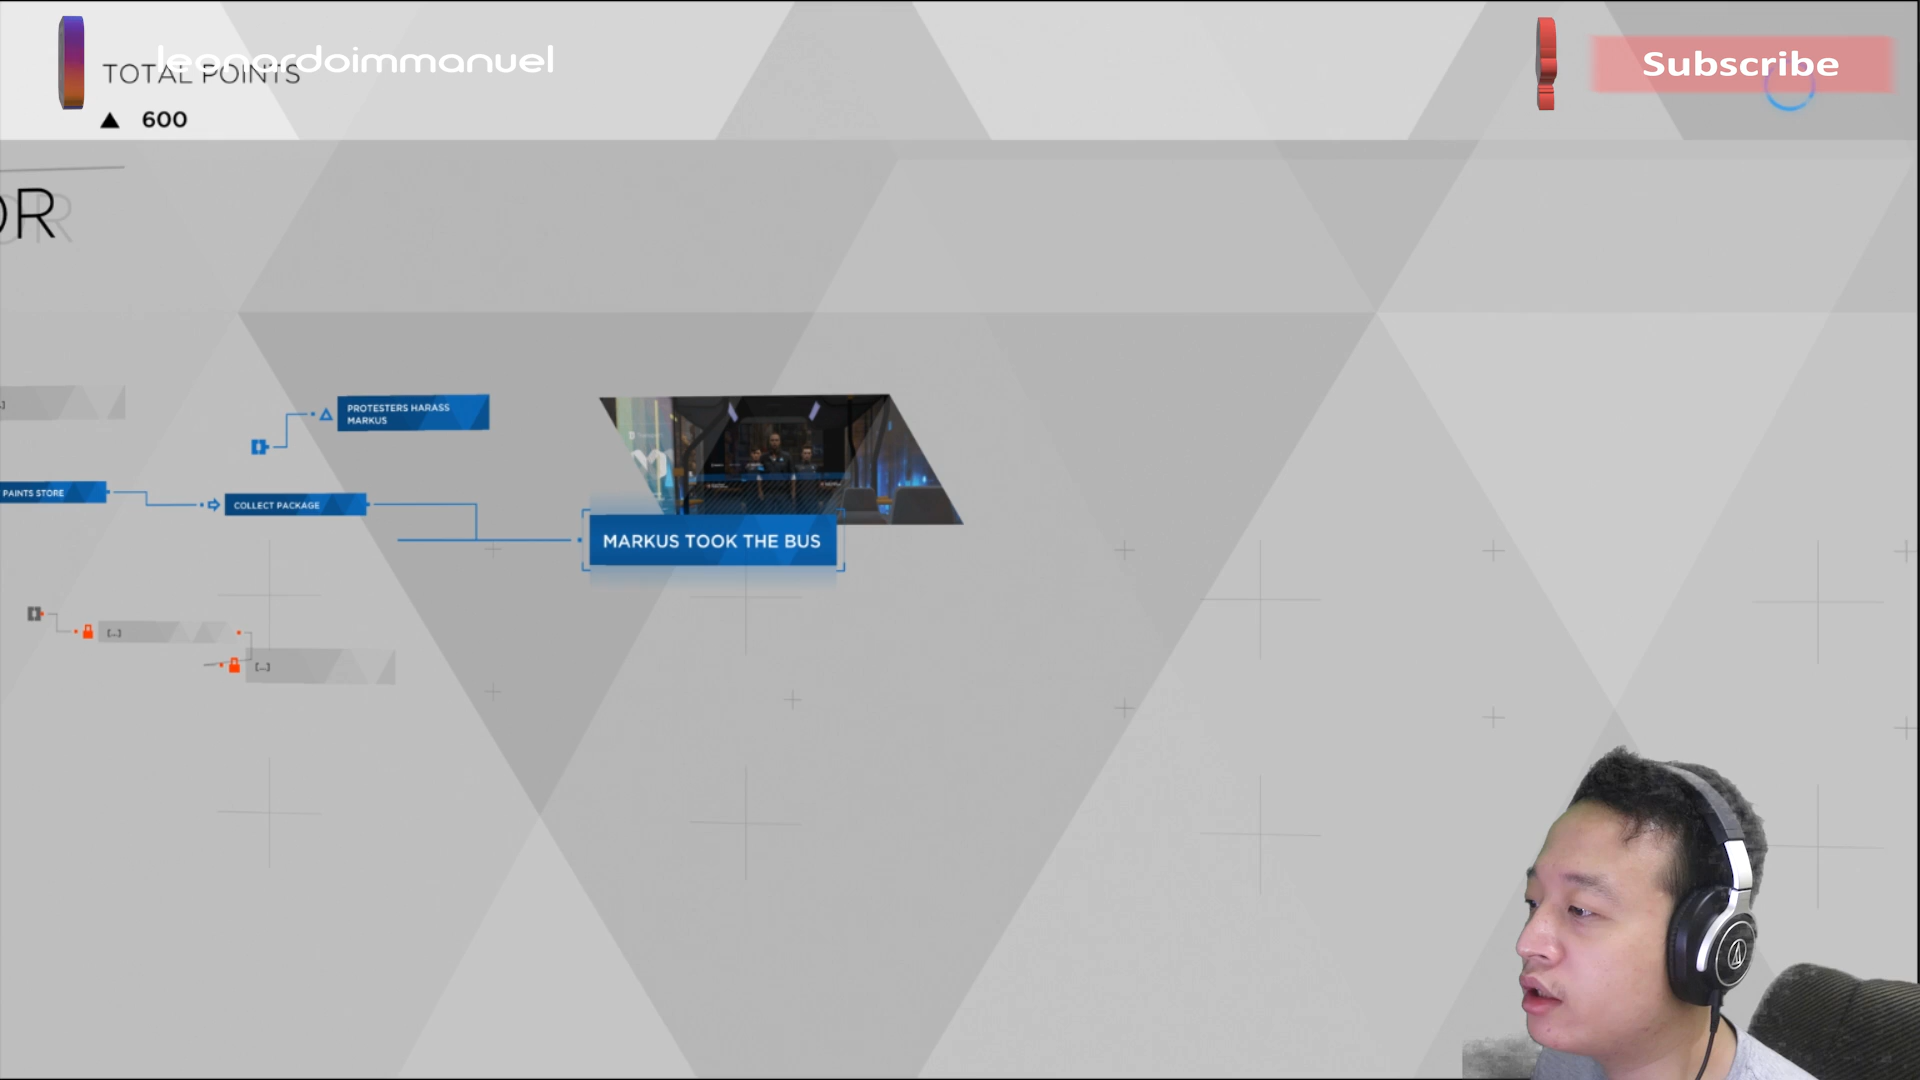 leonardoimmanuel
TOTAL POINTS
600
Subscribe
OR
PROTESTERS HARASS
MARKUS
PAINTS STORE
COLLECT PACKAGE
MARKUS TOOK THE BUS
[...]
[...]